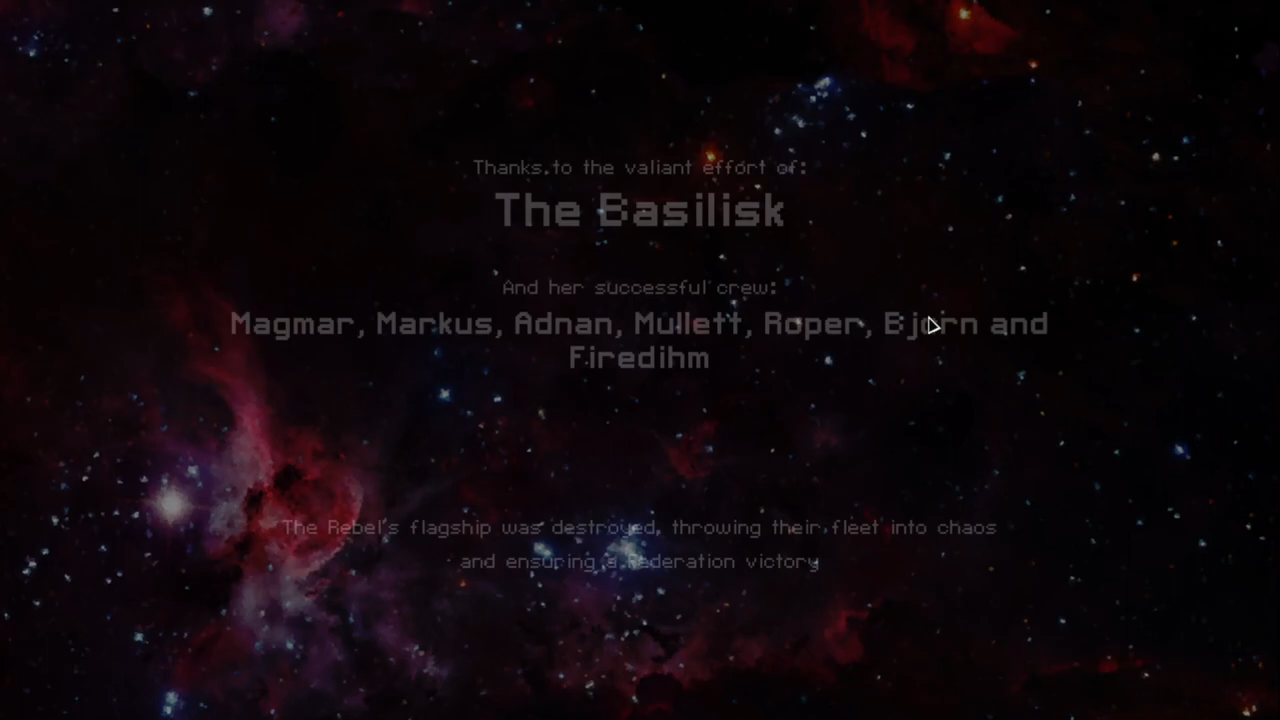 Thanks to the valiant effort of:
The Basilisk
And her successful crew:
Magmar, Markus, Adnan, Mullett, Roper, Bjorn and
Firedihm
The Rebel's flagship was destroyed, throwing their fleet into chaos
and ensuring a Federation victory